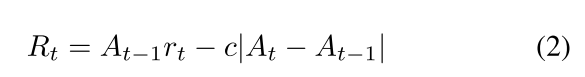 R_t = A_{t−1}r_t − c|A_t − A_{t−1}| (2)